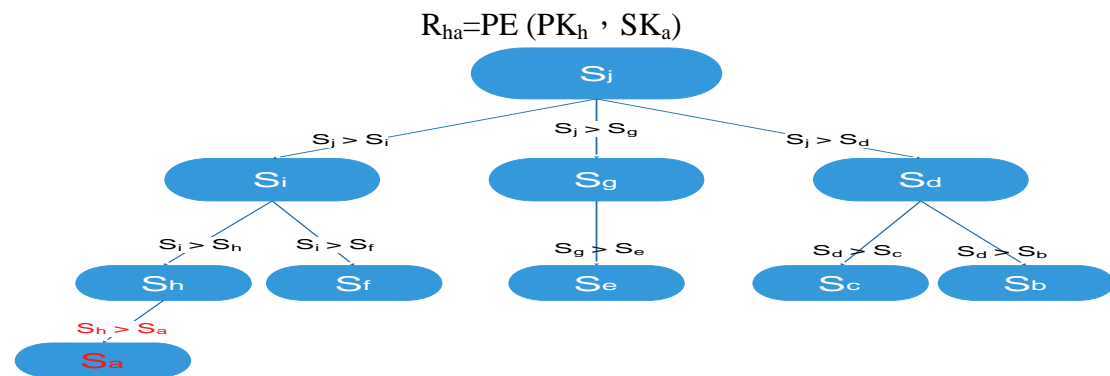 Rha=PE (PKh，SKa)
Sj
Sj > Si
Sj > Sg
Sj > Sd
Si
Sg
Sd
Si > Sh
Si > Sf
Sg > Se
Sd > Sc
Sd > Sb
Sh
Sf
Se
Sc
Sb
Sh > Sa
Sa